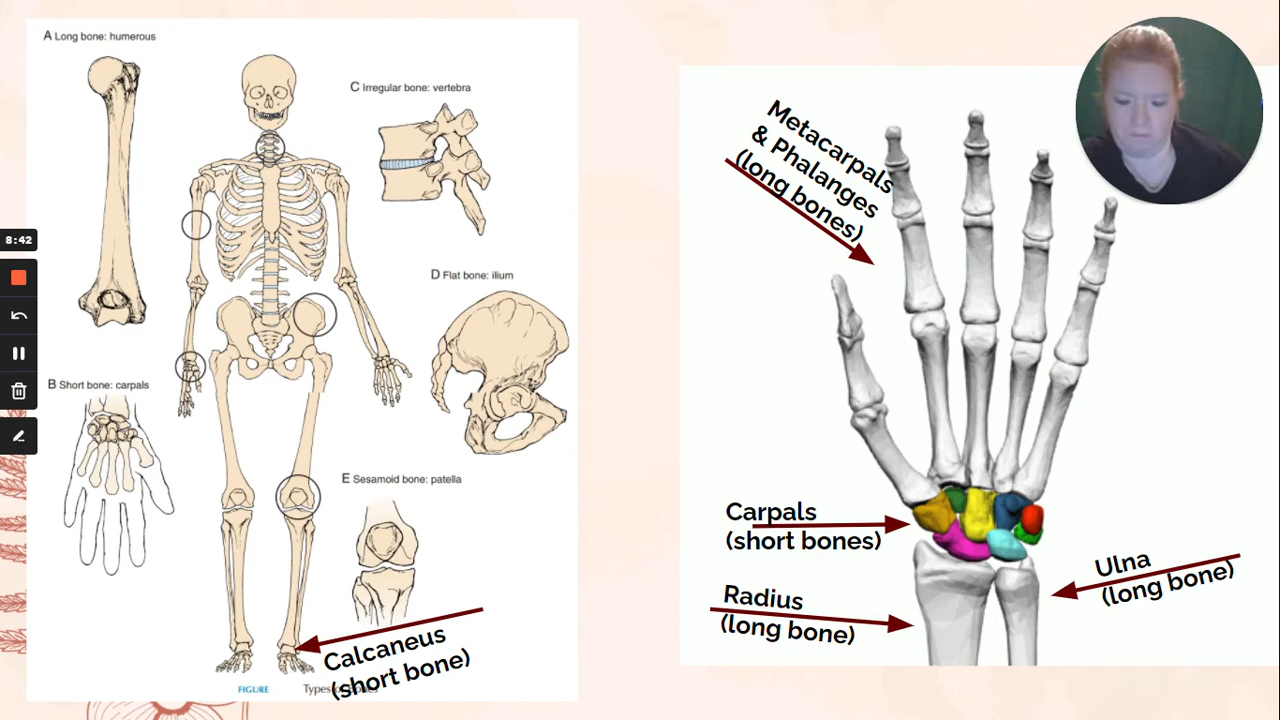 A Long bone: humerous
C Irregular bone: vertebra
8:42
D Flat bone: ilium
B Short bone: carpals
E Sesamoid bone: patella
Calcaneus
(short bone)
FIGURE
Metacarpals
& Phalanges
(long bones)
Carpals
(short bones)
Radius
(long bone)
Ulna
(long bone)